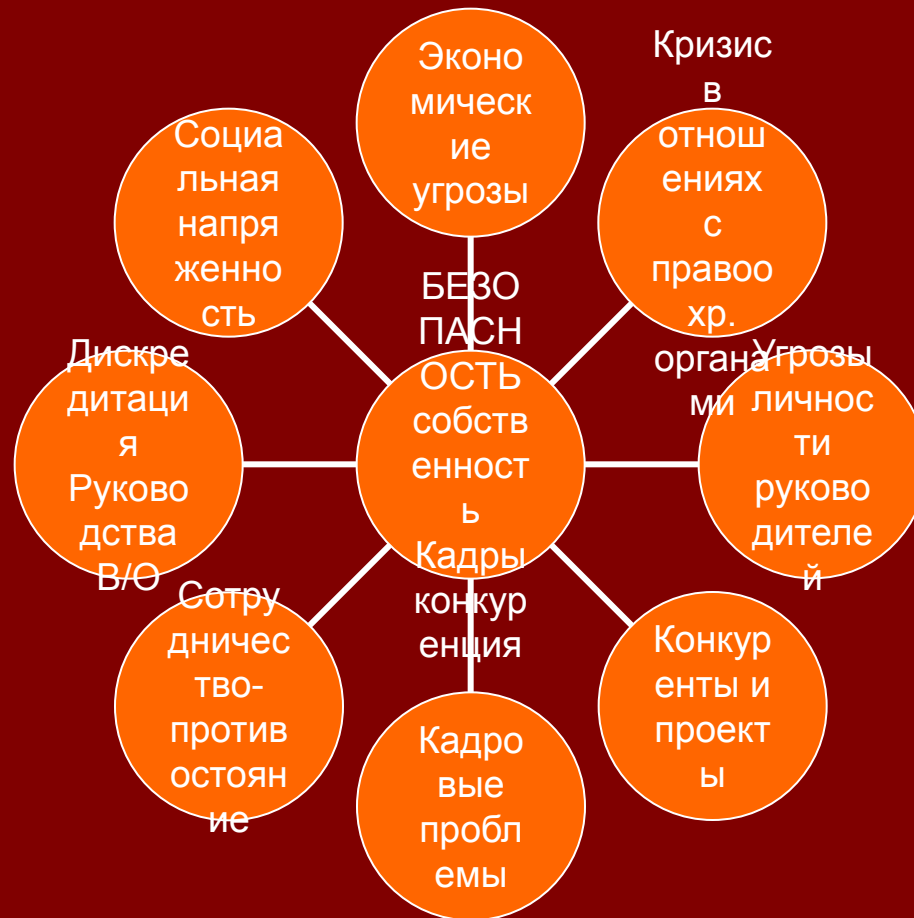 Эконо
мическ
ие
угрозы
Кризис
в
отнош
ениях
с
правоо
хр.
органа
ми
Угрозы
личнос
ти
руково
дителе
й
Конкур
енты и
проект
ы
Кадро
вые
пробл
емы
Сотру
дничес
тво-
против
остоян
ие
Дискре
дитаци
я
Руково
дства
В/О
Социа
льная
напря
женно
сть
БЕЗО
ПАСН
ОСТЬ
собств
енност
ь
Кадры
конкур
енция